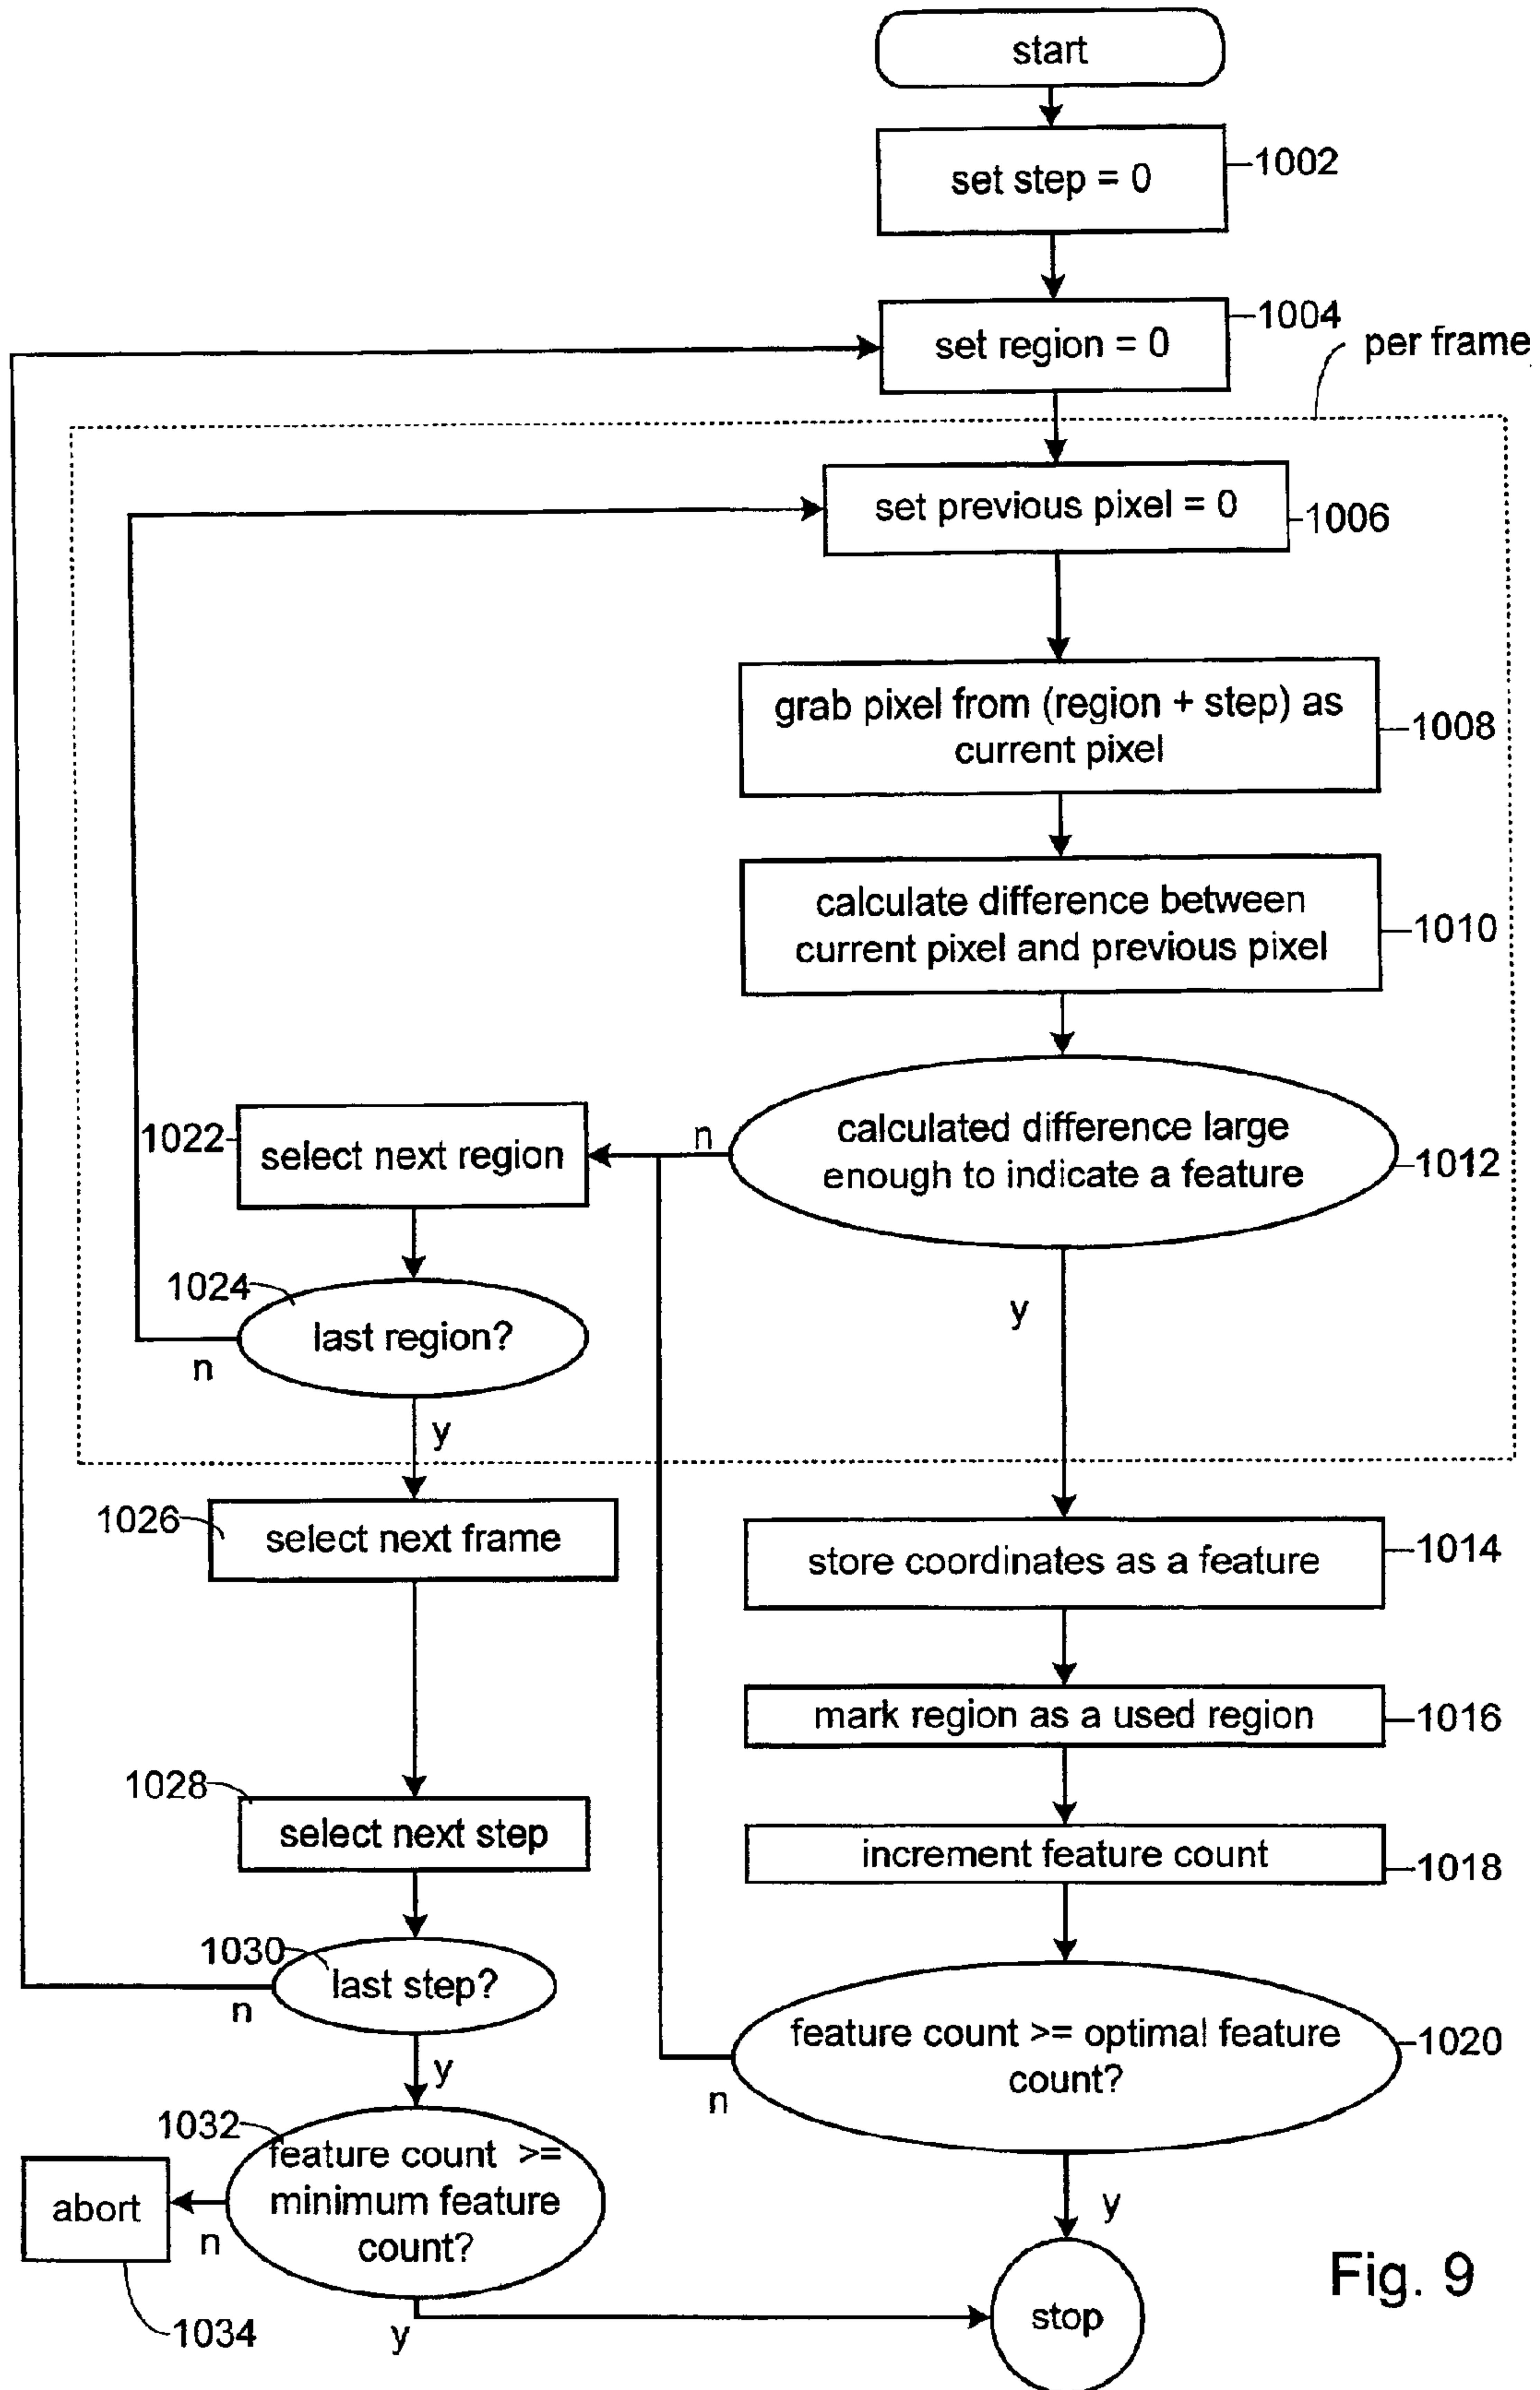 start
set step = 0
1002
set region = 0
1004
per frame
set previous pixel = 0
1006
grab pixel from (region + step) as
current pixel
1008
calculate difference between
current pixel and previous pixel
1010
calculated difference large
enough to indicate a feature
1012
n
y
1022
select next region
1024
last region?
n
y
1026
select next frame
store coordinates as a feature
1014
mark region as a used region
1016
1028
select next step
increment feature count
1018
1030
last step?
n
y
feature count >= optimal feature
count?
1020
n
y
1032
feature count >=
minimum feature
count?
abort
n
1034
y
stop
Fig. 9